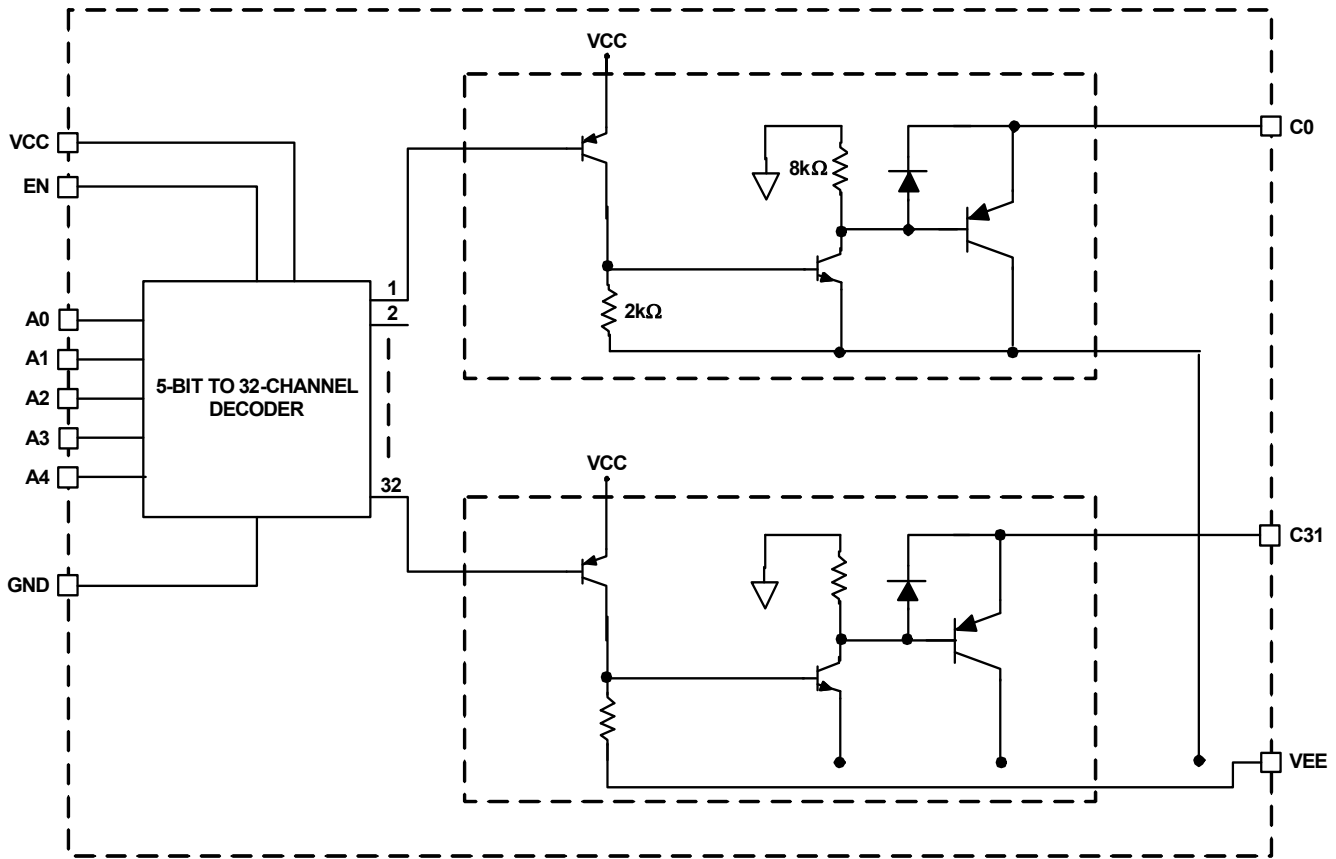 VCC
VCC
C0
EN
8kΩ
1
2
2kΩ
A0
A1
A2
A3
A4
5-BIT TO 32-CHANNEL
DECODER
32
VCC
C31
GND
VEE